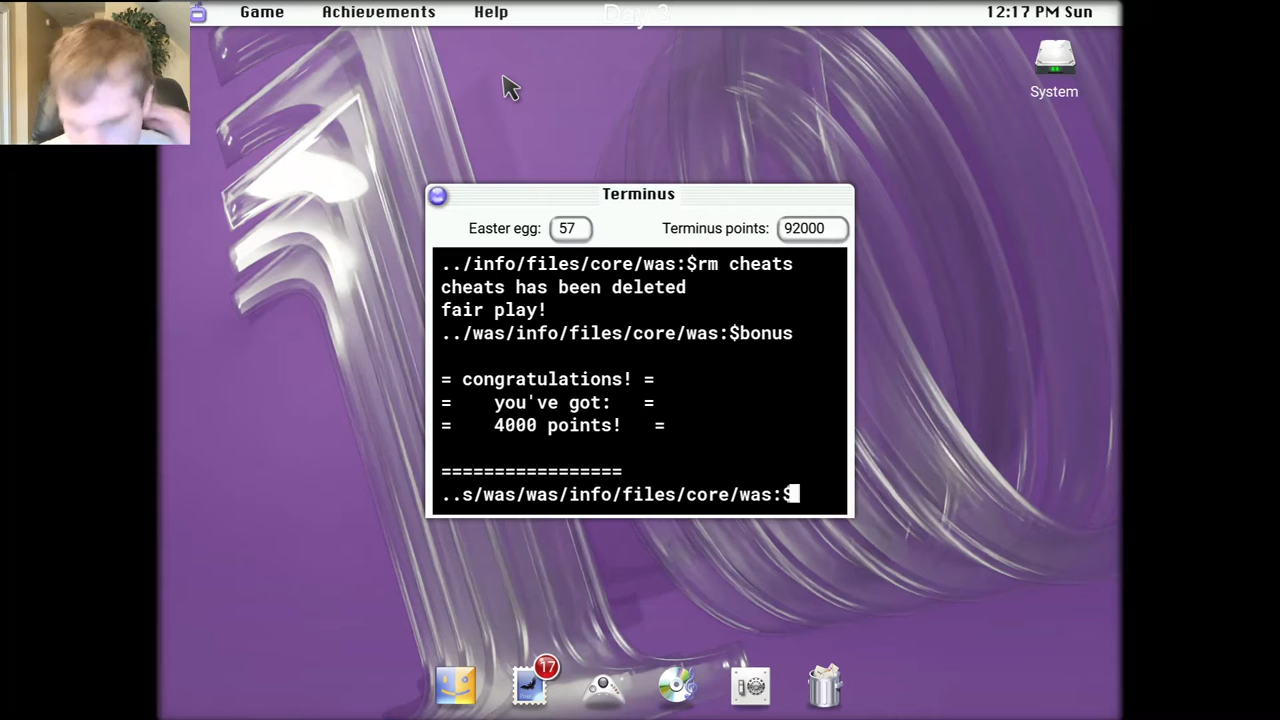 Game Achievements Help Day 3 12:17 PM Sun
System
Terminus
Easter egg: 57 Terminus points: 92000
../info/files/core/was:$rm cheats
cheats has been deleted
fair play!
../was/info/files/core/was:$bonus
= congratulations! =
= you've got: =
= 4000 points! =
=================
..s/was/was/info/files/core/was:$
17